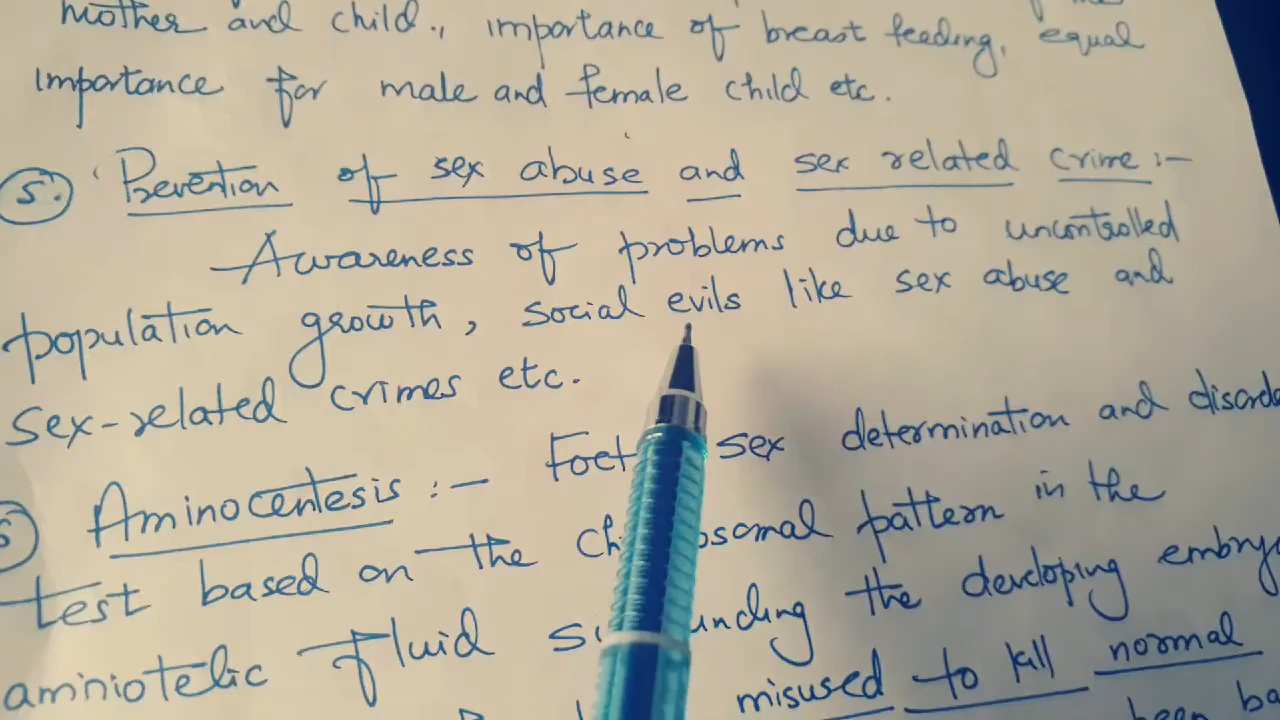 mother and child., importance of breast feeding, equal
importance for male and female child etc.
5. Prevention of sex abuse and sex related crime :-
Awareness of problems due to uncontrolled
population growth, social evils like sex abuse and
sex-related crimes etc.
6 Aminocentesis :- sex determination and
test based on the pattern in the
aminiotelic fluid the developing embryo
misused to kill normal
been